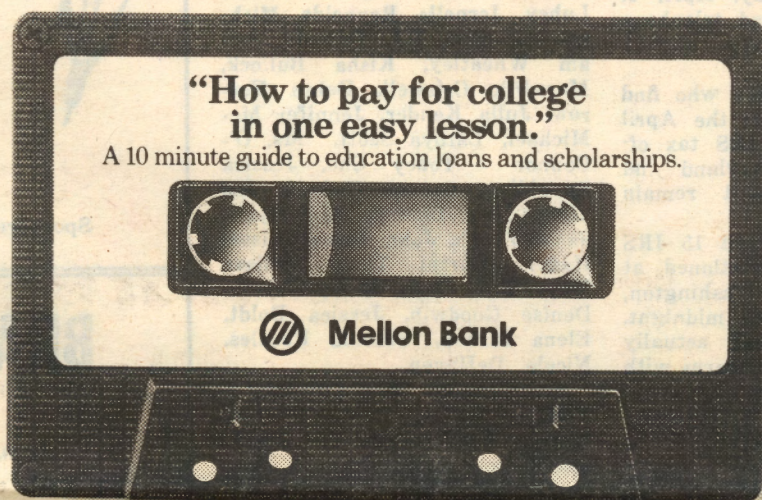 “How to pay for college
in one easy lesson.”
A 10 minute guide to education loans and scholarships.
Mellon Bank